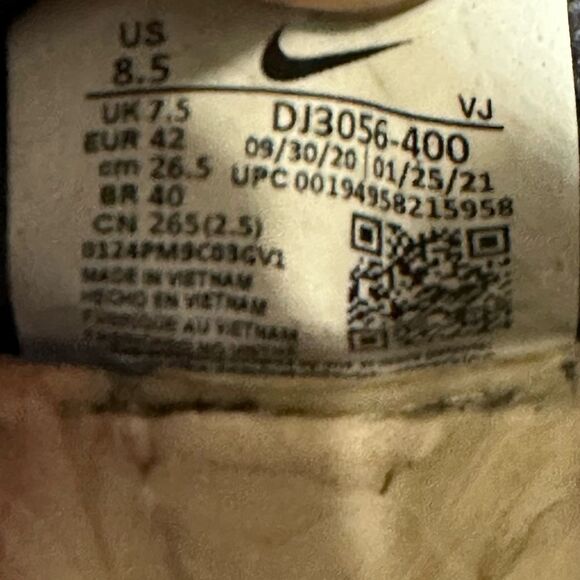 US
8.5
VJ
UK 7.5
EUR 42
cm 26.5
BR 40
CN 265(2.5)
DJ3056-400
09/30/20 01/25/21
UPC 00194958215958
0124PM9C03GV1
MADE IN VIETNAM
HECHO EN VIETNAM
FABRIQUE AU VIETNAM